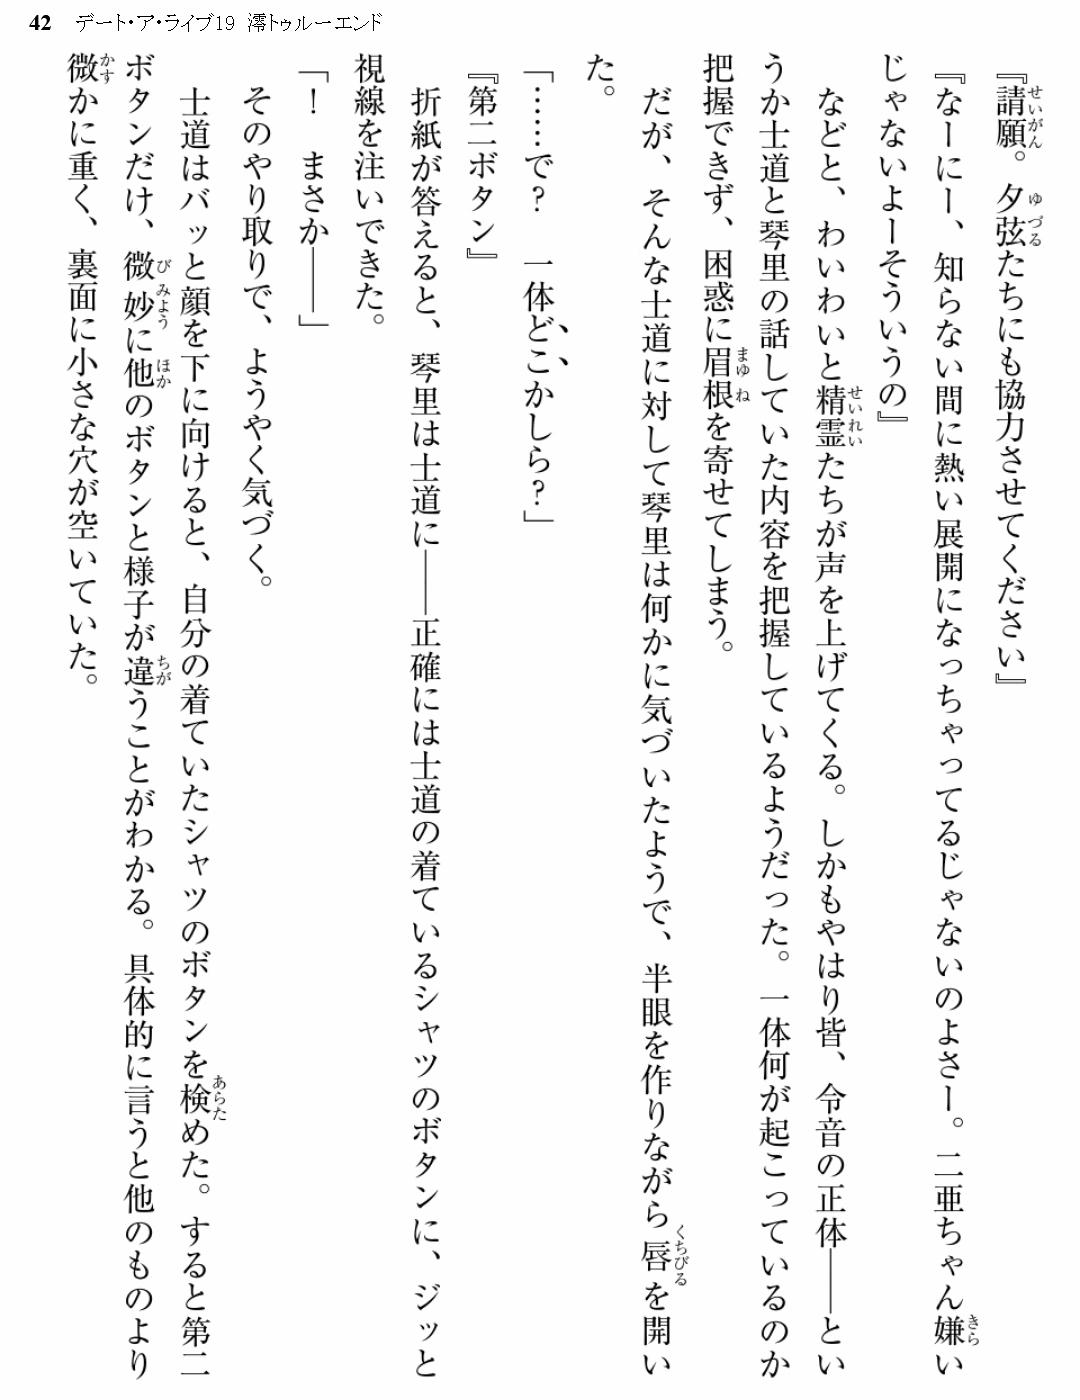 42 デート・ア・ライブ19 澪トゥルーエンド
『請願。夕弦たちにも協力させてください』
『なーにー、知らない間に熱い展開になっちゃってるじゃないのよさー。二亜ちゃん嫌い
じゃないよーそういうの』
　などと、わいわいと精霊たちが声を上げてくる。しかもやはり皆、令音の正体――とい
うか士道と琴里の話していた内容を把握しているようだった。一体何が起こっているのか
把握できず、困惑に眉根を寄せてしまう。
　だが、そんな士道に対して琴里は何かに気づいたようで、半眼を作りながら唇を開い
た。
「……で？　一体どこかしら？」
『第二ボタン』
　折紙が答えると、琴里は士道に――正確には士道の着ているシャツのボタンに、ジッと
視線を注いできた。
「！　まさか――」
　そのやり取りで、ようやく気づく。
　士道はバッと顔を下に向けると、自分の着ていたシャツのボタンを検めた。すると第二
ボタンだけ、微妙に他のボタンと様子が違うことがわかる。具体的に言うと他のものより
微かに重く、裏面に小さな穴が空いていた。